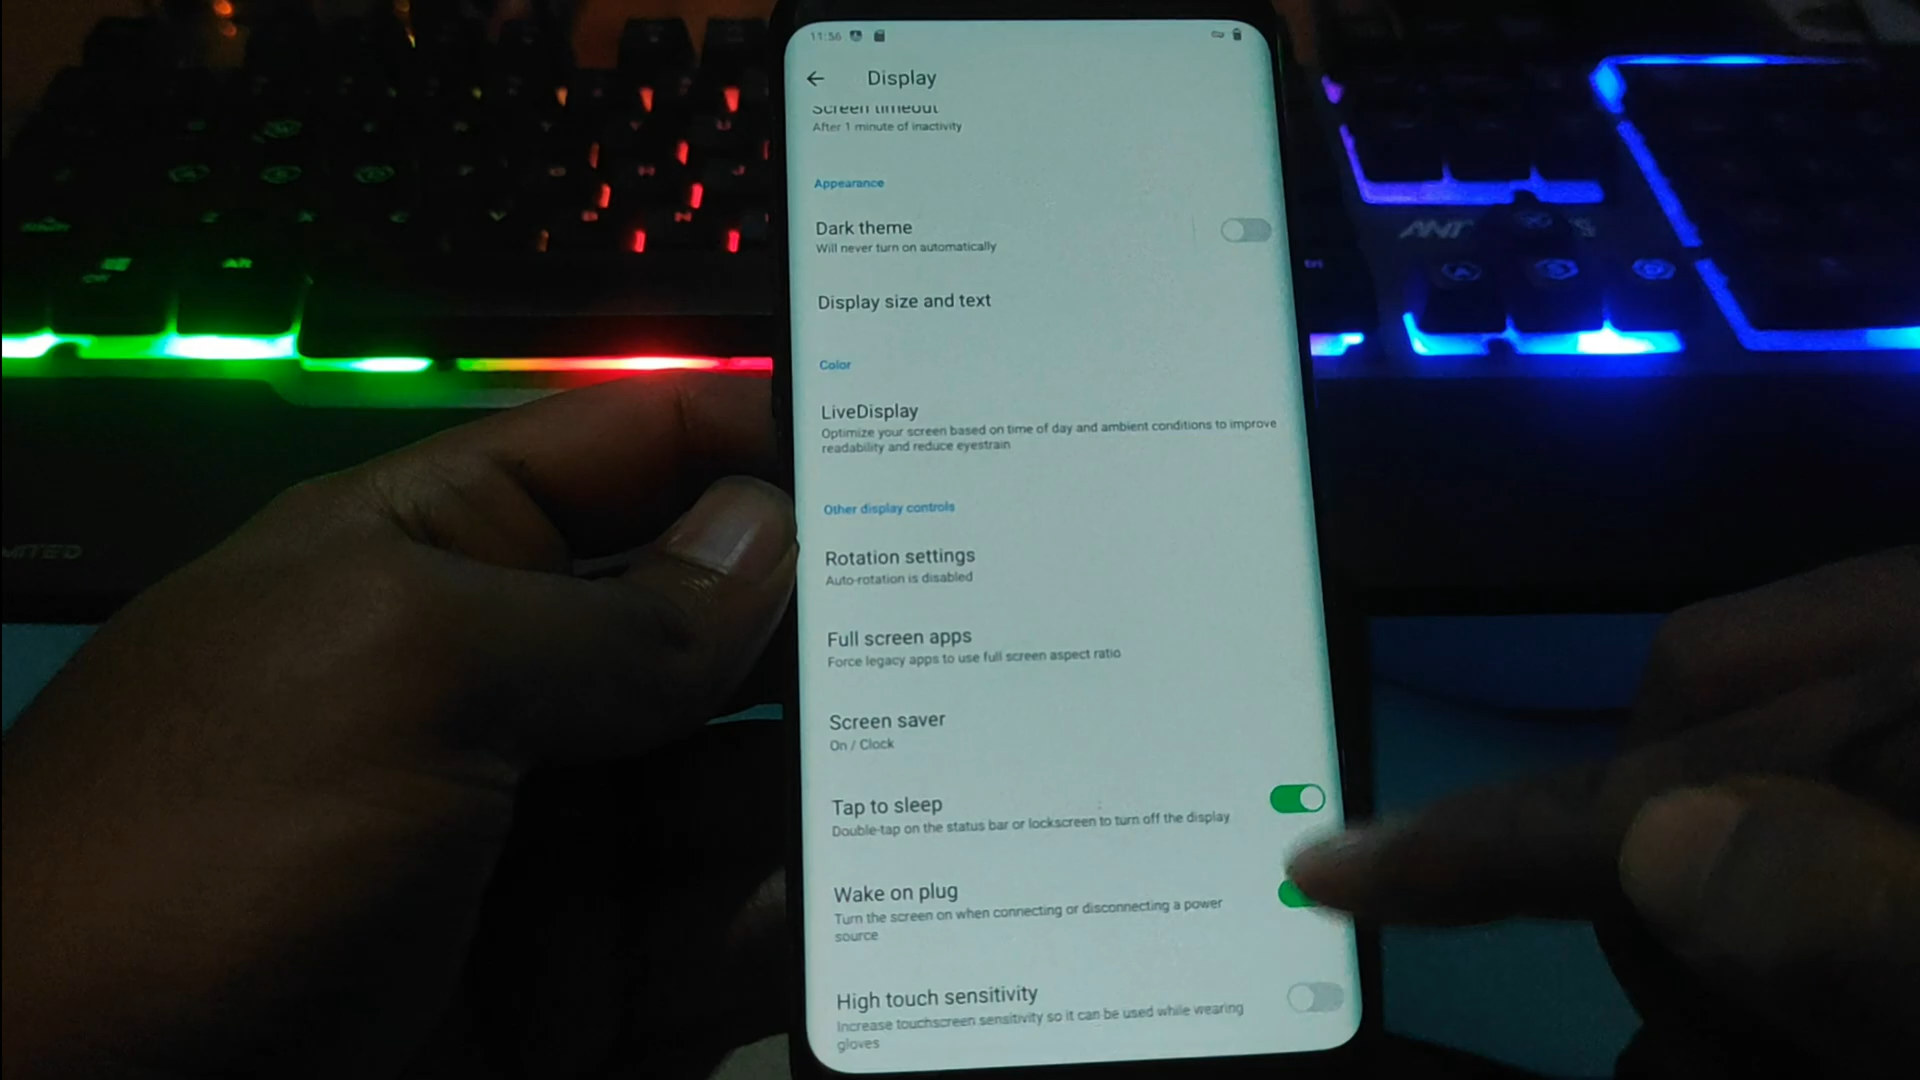 11:56
Display
Screen timeout
After 1 minute of inactivity
Appearance
Dark theme
Will never turn on automatically
Display size and text
Color
LiveDisplay
Optimize your screen based on time of day and ambient conditions to improve
readability and reduce eyestrain
Other display controls
Rotation settings
Auto-rotation is disabled
Full screen apps
Force legacy apps to use full screen aspect ratio
Screen saver
On / Clock
Tap to sleep
Double-tap on the status bar or lockscreen to turn off the display
Wake on plug
Turn the screen on when connecting or disconnecting a power
source
High touch sensitivity
Increase touchscreen sensitivity so it can be used while wearing
gloves
ANT